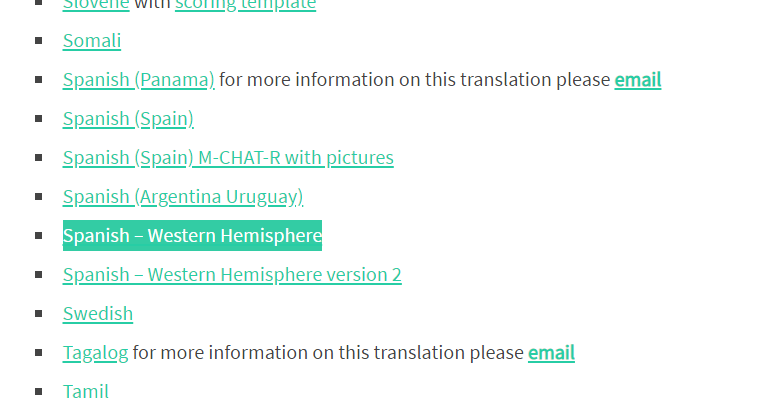 Slovene with scoring template
Somali
Spanish (Panama) for more information on this translation please email
Spanish (Spain)
Spanish (Spain) M-CHAT-R with pictures
Spanish (Argentina Uruguay)
Spanish – Western Hemisphere
Spanish – Western Hemisphere version 2
Swedish
Tagalog for more information on this translation please email
Tamil